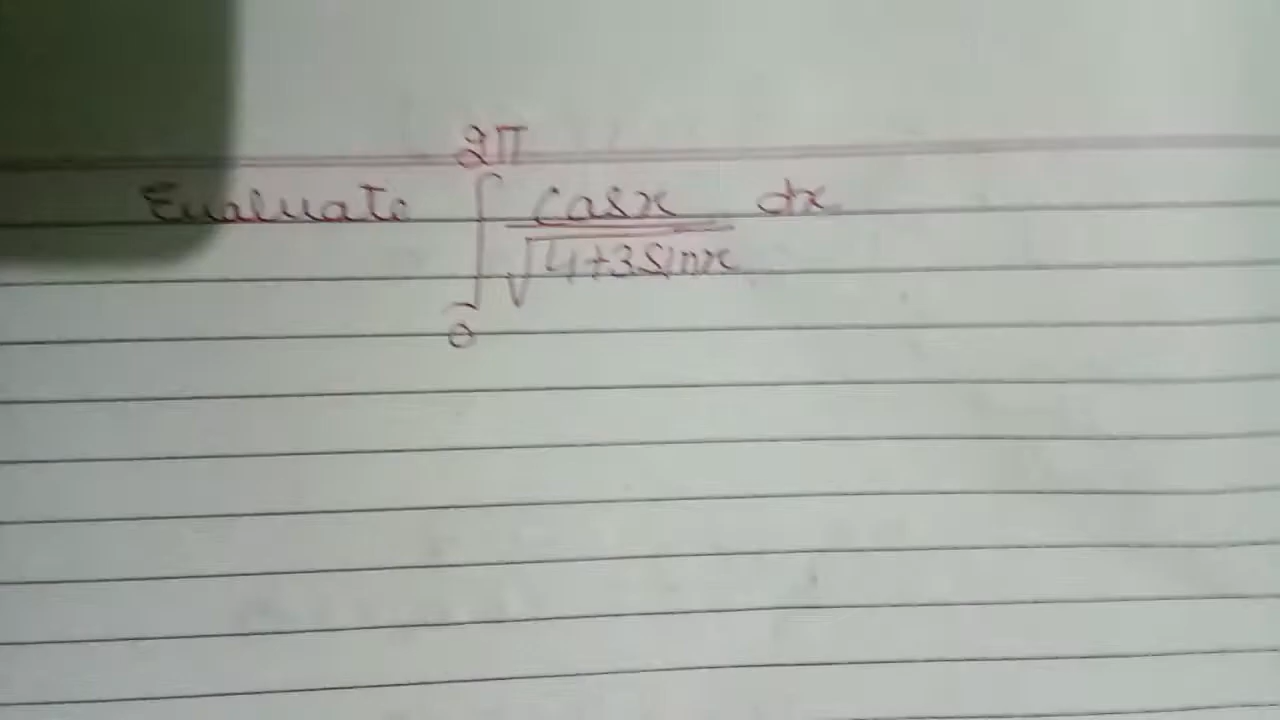 2π
Evaluate ∫ cosx/√4+3sinx dx
0